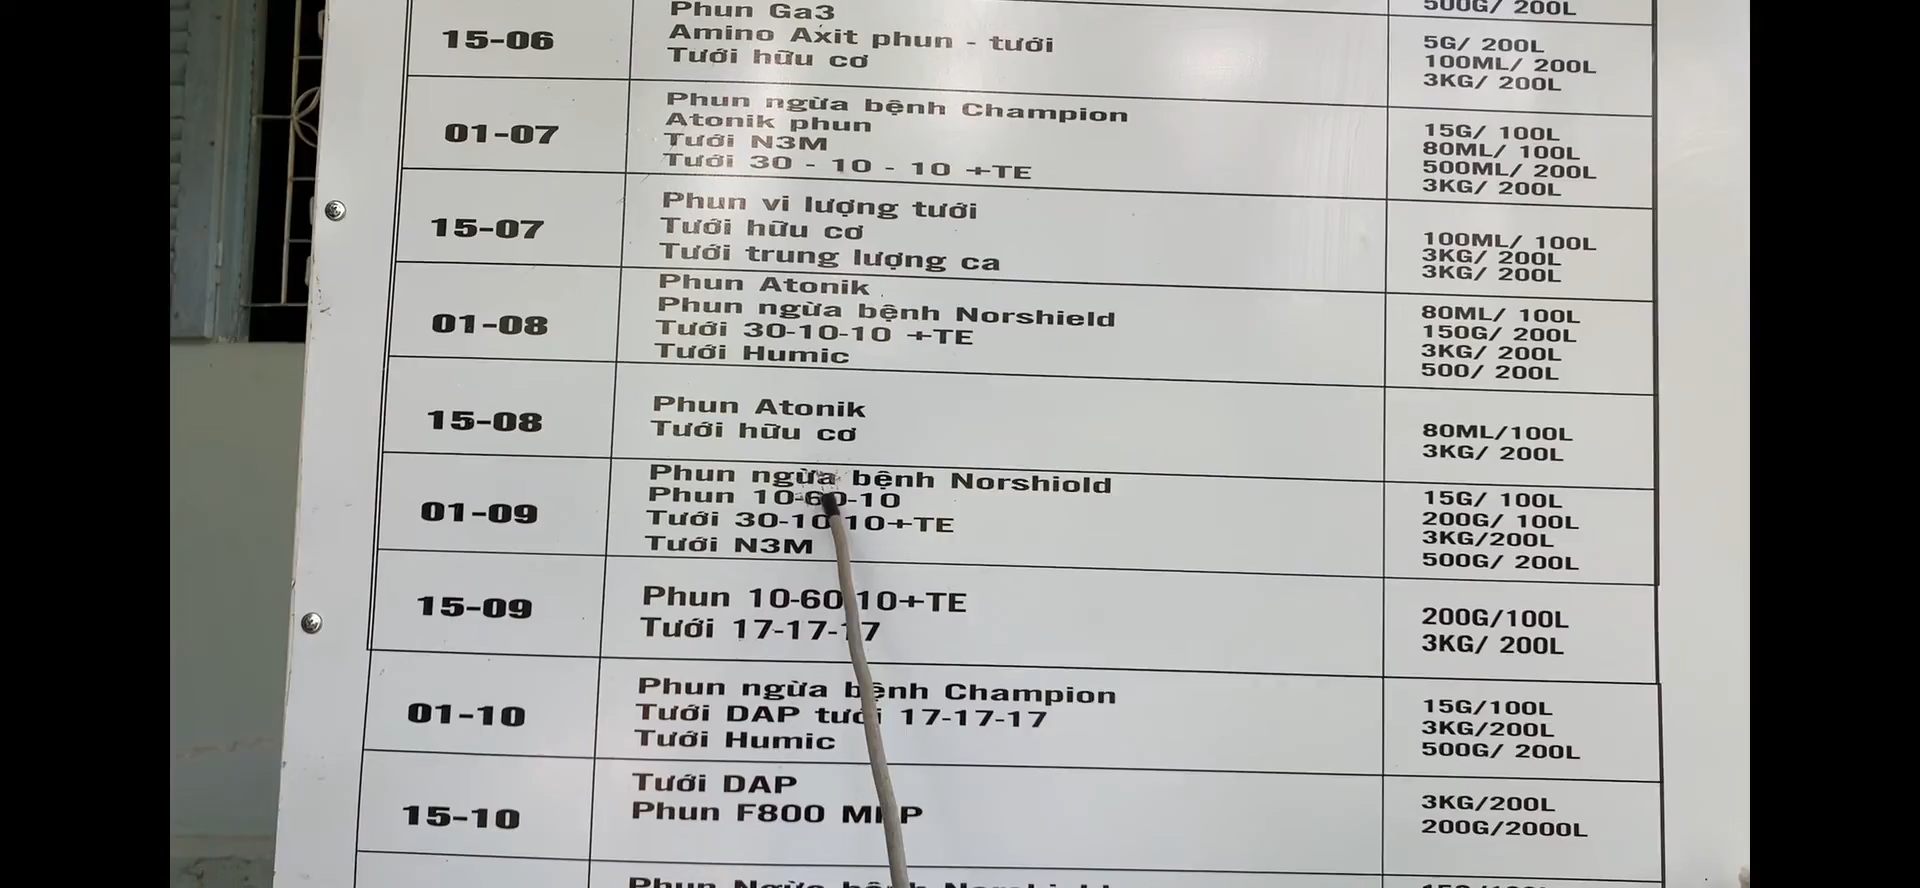 500G/ 200L
15-06
Phun Ga3
Amino Axít phun - tưới
Tưới hữu cơ
5G/ 200L
100ML/ 200L
3KG/ 200L
01-07
Phun ngừa bệnh Champion
Atonik phun
Tưới N3M
Tưới 30 - 10 - 10 +TE
15G/ 100L
80ML/ 100L
500ML/ 200L
3KG/ 200L
15-07
Phun vi lượng tưới
Tưới hữu cơ
Tưới trung lượng ca
100ML/ 100L
3KG/ 200L
3KG/ 200L
01-08
Phun Atonik
Phun ngừa bệnh Norshield
Tưới 30-10-10 +TE
Tưới Humic
80ML/ 100L
150G/ 200L
3KG/ 200L
500/ 200L
15-08
Phun Atonik
Tưới hữu cơ
80ML/100L
3KG/ 200L
01-09
Phun ngừa bệnh Norshiold
Phun 10-60-10
Tưới 30-10 10+TE
Tưới N3M
15G/ 100L
200G/ 100L
3KG/200L
500G/ 200L
15-09
Phun 10-60 10+TE
Tưới 17-17-17
200G/100L
3KG/ 200L
01-10
Phun ngừa bệnh Champion
Tưới DAP tưới 17-17-17
Tưới Humic
15G/100L
3KG/200L
500G/ 200L
15-10
Tưới DAP
Phun F800
3KG/200L
200G/2000L